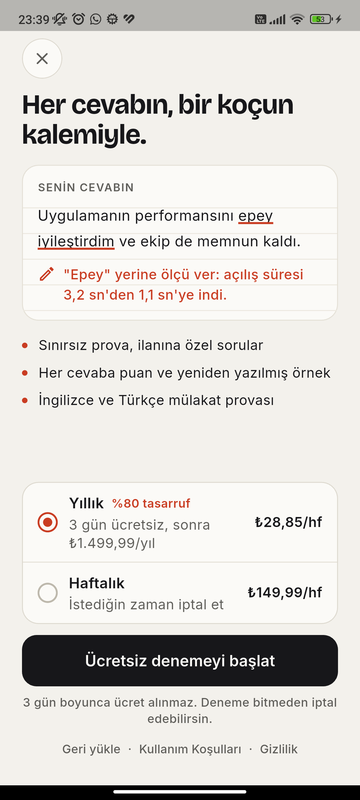 23:39
53
Her cevabın, bir koçun
kalemiyle.
SENİN CEVABIN
Uygulamanın performansını epey
iyileştirdim ve ekip de memnun kaldı.
"Epey" yerine ölçü ver: açılış süresi
3,2 sn'den 1,1 sn'ye indi.
Sınırsız prova, ilanına özel sorular
Her cevaba puan ve yeniden yazılmış örnek
İngilizce ve Türkçe mülakat provası
Yıllık %80 tasarruf
3 gün ücretsiz, sonra
₺1.499,99/yıl
₺28,85/hf
Haftalık
İstediğin zaman iptal et
₺149,99/hf
Ücretsiz denemeyi başlat
3 gün boyunca ücret alınmaz. Deneme bitmeden iptal
edebilirsin.
Geri yükle · Kullanım Koşulları · Gizlilik